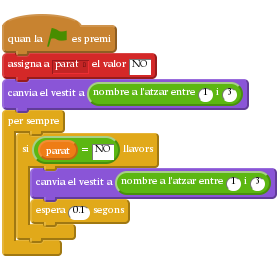 quan la es premi
assigna a parat el valor NO
canvia el vestit a nombre a l'atzar entre 1 i 3
per sempre
si parat = NO llavors
canvia el vestit a nombre a l'atzar entre 1 i 3
espera 0.1 segons